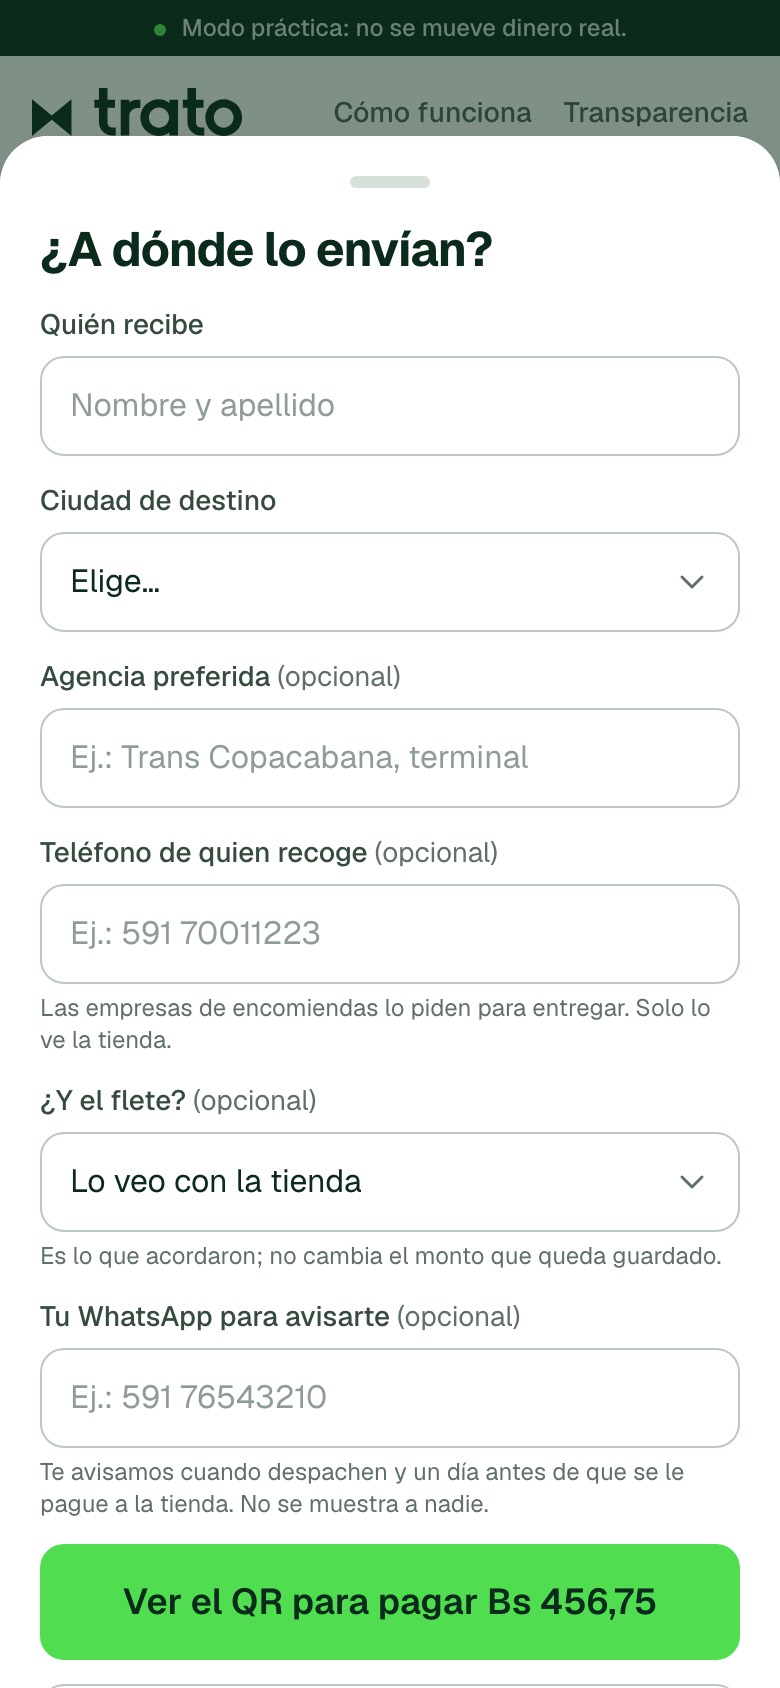 Modo práctica: no se mueve dinero real.
trato
Cómo funciona
Transparencia
¿A dónde lo envían?
Quién recibe
Nombre y apellido
Ciudad de destino
Elige...
Agencia preferida (opcional)
Ej.: Trans Copacabana, terminal
Teléfono de quien recoge (opcional)
Ej.: 591 70011223
Las empresas de encomiendas lo piden para entregar. Solo lo
ve la tienda.
¿Y el flete? (opcional)
Lo veo con la tienda
Es lo que acordaron; no cambia el monto que queda guardado.
Tu WhatsApp para avisarte (opcional)
Ej.: 591 76543210
Te avisamos cuando despachen y un día antes de que se le
pague a la tienda. No se muestra a nadie.
Ver el QR para pagar Bs 456,75